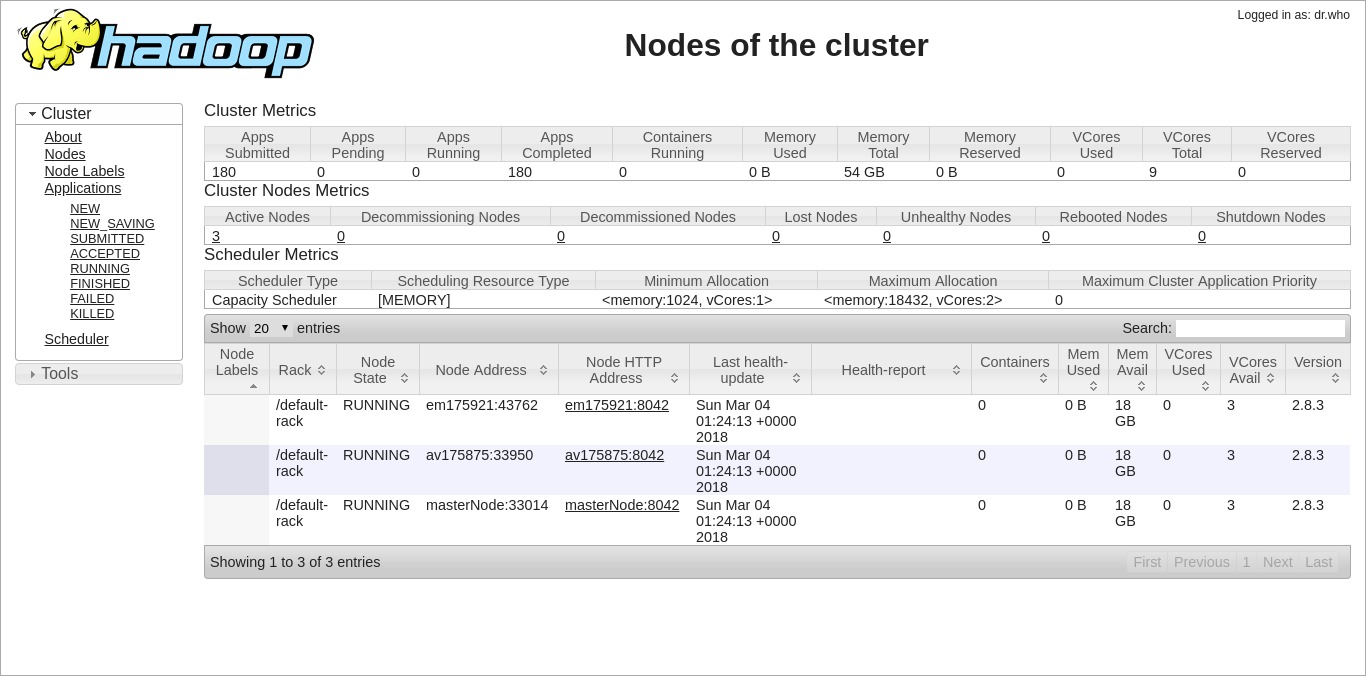 Logged in as: dr.who
hadoop
Nodes of the cluster
Cluster
About
Nodes
Node Labels
Applications
NEW
NEW_SAVING
SUBMITTED
ACCEPTED
RUNNING
FINISHED
FAILED
KILLED
Scheduler
Tools
Cluster Metrics
Apps Submitted Apps Pending Apps Running Apps Completed Containers Running Memory Used Memory Total Memory Reserved VCores Used VCores Total VCores Reserved
180 0 0 180 0 0 B 54 GB 0 B 0 9 0
Cluster Nodes Metrics
Active Nodes Decommissioning Nodes Decommissioned Nodes Lost Nodes Unhealthy Nodes Rebooted Nodes Shutdown Nodes
3 0 0 0 0 0 0
Scheduler Metrics
Scheduler Type Scheduling Resource Type Minimum Allocation Maximum Allocation Maximum Cluster Application Priority
Capacity Scheduler [MEMORY] <memory:1024, vCores:1> <memory:18432, vCores:2> 0
Show 20 entries Search:
Node Labels Rack Node State Node Address Node HTTP Address Last health-update Health-report Containers Mem Used Mem Avail VCores Used VCores Avail Version
/default-rack RUNNING em175921:43762 em175921:8042 Sun Mar 04 01:24:13 +0000 2018 0 0 B 18 GB 0 3 2.8.3
/default-rack RUNNING av175875:33950 av175875:8042 Sun Mar 04 01:24:13 +0000 2018 0 0 B 18 GB 0 3 2.8.3
/default-rack RUNNING masterNode:33014 masterNode:8042 Sun Mar 04 01:24:13 +0000 2018 0 0 B 18 GB 0 3 2.8.3
Showing 1 to 3 of 3 entries First Previous 1 Next Last